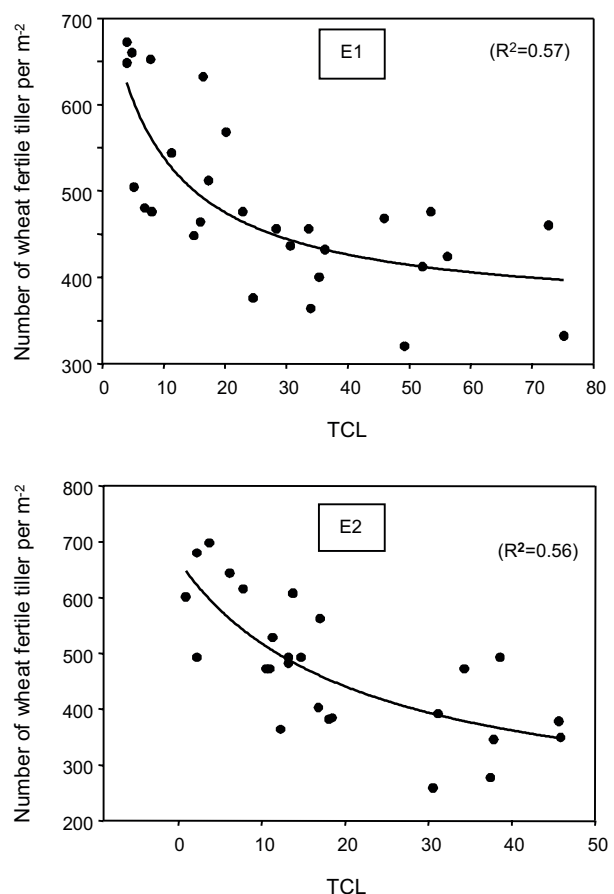 700
600
500
400
300
Number of wheat fertile tiller per m-2
E1
(R2=0.57)
0 10 20 30 40 50 60 70 80
TCL
800
700
600
500
400
300
200
Number of wheat fertile tiller per m-2
E2
(R2=0.56)
0 10 20 30 40 50
TCL